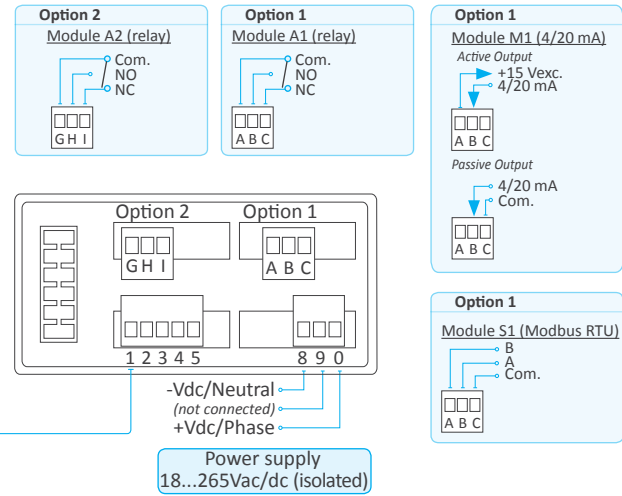 Option 2
Module A2 (relay)
Com.
NO
NC
G H I
Option 1
Module A1 (relay)
Com.
NO
NC
A B C
Option 1
Module M1 (4/20 mA)
Active Output
+15 Vexc.
4/20 mA
A B C
Passive Output
4/20 mA
Com.
A B C
Option 2
Option 1
G H I
A B C
1 2 3 4 5
8 9 0
-Vdc/Neutral
(not connected)
+Vdc/Phase
Power supply
18...265Vac/dc (isolated)
Option 1
Module S1 (Modbus RTU)
B
A
Com.
A B C